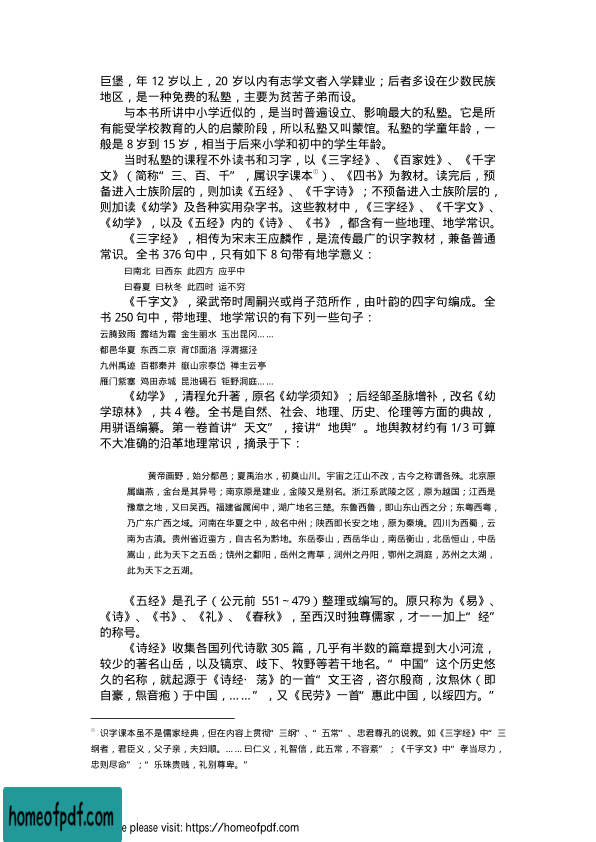 巨堡，年 12 岁以上，20 岁以内有志学文者入学肄业；后者多设在少数民族
地区，是一种免费的私塾，主要为贫苦子弟而设。
与本书所讲中小学近似的，是当时普遍设立、影响最大的私塾。它是所
有能受学校教育的人的启蒙阶段，所以私塾又叫蒙馆。私塾的学童年龄，一
般是 8 岁到 15 岁，相当于后来小学和初中的学生年龄。
当时私塾的课程不外读书和习字，以《三字经》、《百家姓》、《千字
文》（简称“三、百、千”，属识字课本①）、《四书》为教材。读完后，预
备进入士族阶层的，则加读《五经》、《千字诗》；不预备进入士族阶层的，
则加读《幼学》及各种实用杂字书。这些教材中，《三字经》、《千字文》、
《幼学》，以及《五经》内的《诗》、《书》，都含有一些地理、地学常识。
《三字经》，相传为宋末王应麟作，是流传最广的识字教材，兼备普通
常识。全书 376 句中，只有如下 8 句带有地学意义：
曰南北 曰西东 此四方 应乎中
曰春夏 曰秋冬 此四时 运不穷
《千字文》，梁武帝时周嗣兴或肖子范所作，由叶韵的四字句编成。全
书 250 句中，带地理、地学常识的有下列一些句子：
云腾致雨 露结为霜 金生丽水 玉出昆冈……
都邑华夏 东西二京 背邙面洛 浮渭据泾
九州禹迹 百郡秦并 嶽山宗泰岱 禅主云亭
雁门紫塞 鸡田赤城 昆池碣石 钜野洞庭……
《幼学》，清程允升著，原名《幼学须知》；后经邹圣脉增补，改名《幼
学琼林》，共 4 卷。全书是自然、社会、地理、历史、伦理等方面的典故，
用骈语编纂。第一卷首讲“天文”，接讲“地舆”。地舆教材约有 1/3 可算
不大准确的沿革地理常识，摘录于下：
黄帝画野，始分都邑；夏禹治水，初奠山川。宇宙之江山不改，古今之称谓各殊。北京原
属幽燕，金台是其异号；南京原是建业，金陵又是别名。浙江系武陵之区，原为越国；江西是
豫章之地，又曰吴西。福建省属闽中，湖广地名三楚。东鲁西鲁，即山东山西之分；东粤西粤，
乃广东广西之域。河南在华夏之中，故名中州；陕西即长安之地，原为秦境。四川为西蜀，云
南为古滇。贵州省近蛮方，自古名为黔地。东岳泰山，西岳华山，南岳衡山，北岳恒山，中岳
嵩山，此为天下之五岳；饶州之鄱阳，岳州之青草，润州之丹阳，鄂州之洞庭，苏州之太湖，
此为天下之五湖。
《五经》是孔子（公元前 551～479）整理或编写的。原只称为《易》、
《诗》、《书》、《礼》、《春秋》，至西汉时独尊儒家，才一一加上“经”
的称号。
《诗经》收集各国列代诗歌 305 篇，几乎有半数的篇章提到大小河流，
较少的著名山岳，以及镐京、歧下、牧野等若干地名。“中国”这个历史悠
久的名称，就起源于《诗经·荡》的一首“文王咨，咨尔殷商，汝炰休（即
自豪，炰音咆）于中国，……”，又《民劳》一首“惠此中国，以绥四方。”
① 识字课本虽不是儒家经典，但在内容上贯彻“三纲”、“五常”、忠君尊孔的说教。如《三字经》中“三
纲者，君臣义，父子亲，夫妇顺。……曰仁义，礼智信，此五常，不容紊”；《千字文》中“孝当尽力，
忠则尽命”；“乐珠贵贱，礼别尊卑。”
homeofpdf.com
e please visit: https://homeofpdf.com